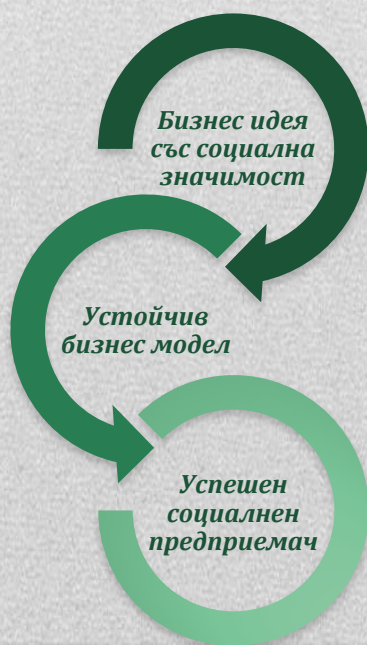 Бизнес идея
със социална
значимост
Устойчив
бизнес модел
Успешен
социалнен
предприемач